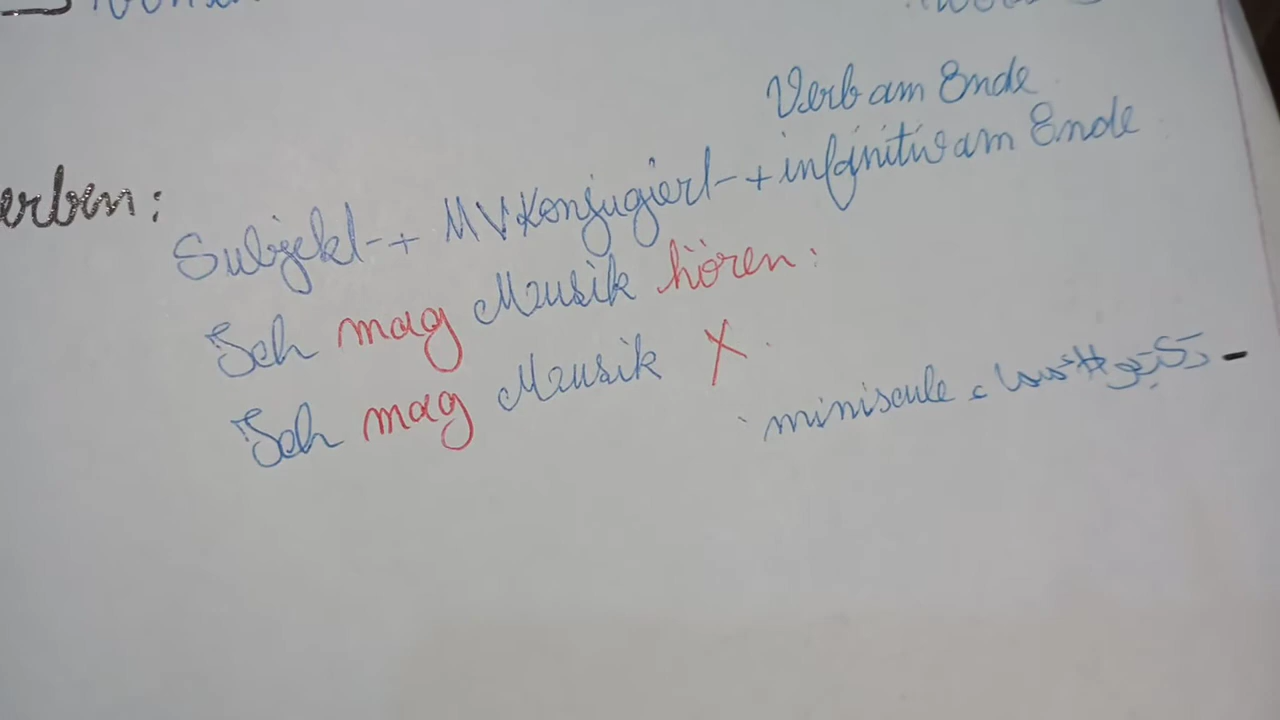 Verb am Ende
erben:
Subjekt + MV Konjugiert + infinitiv am Ende
Ich mag Musik hören:
Ich mag Musik X
miniscule